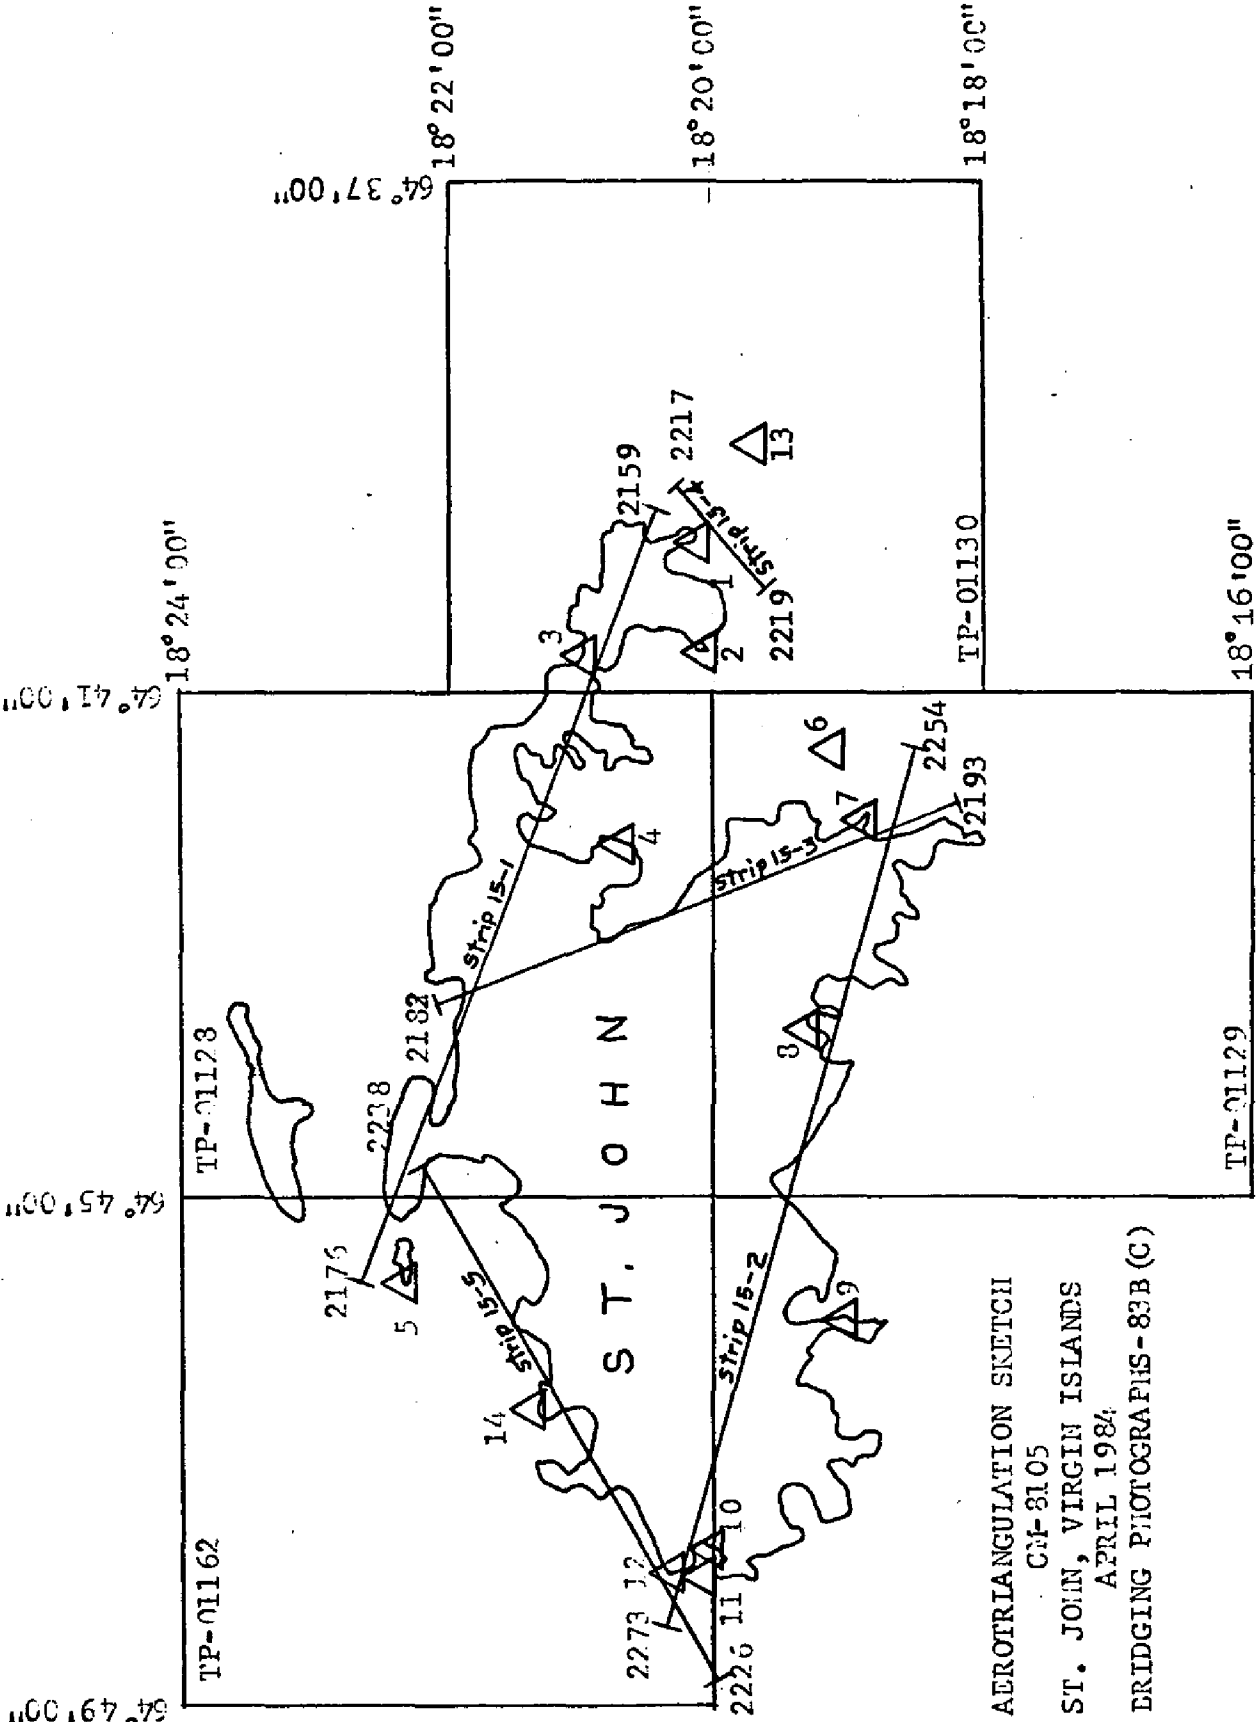 64°49'00"
64°45'00"
64°41'00"
18°24'00"
64°37'00"
18°22'00"
18°20'00"
18°18'00"
18°16'00"
TP-01162
TP-01128
TP-01130
TP-01129
2176
2238
2182
2159
2217
2219
2273
2226
2254
2193
strip 15-1
strip 15-2
strip 15-3
strip 15-4
strip 15-5
1
2
3
4
5
6
7
8
9
10
11
12
13
14
ST. JOHN
AEROTRIANGULATION SKETCH
CM-8105
ST. JOHN, VIRGIN ISLANDS
APRIL 1984
BRIDGING PHOTOGRAPHS-83B(C)